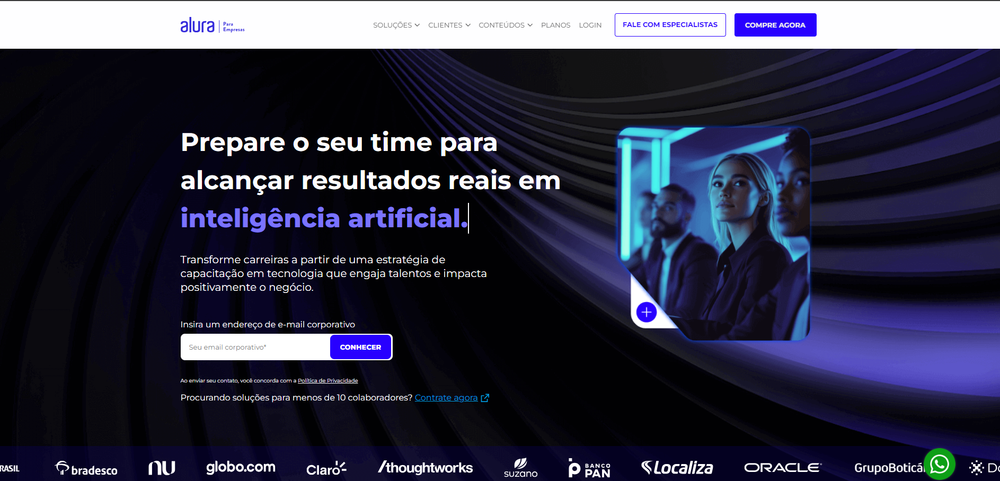 alura Para Empresas
SOLUÇÕES CLIENTES CONTEÚDOS PLANOS LOGIN FALE COM ESPECIALISTAS COMPRE AGORA
Prepare o seu time para
alcançar resultados reais em
inteligência artificial.
Transforme carreiras a partir de uma estratégia de
capacitação em tecnologia que engaja talentos e impacta
positivamente o negócio.
Insira um endereço de e-mail corporativo
Seu email corporativo* CONHECER
Ao enviar seu contato, você concorda com a Política de Privacidade
Procurando soluções para menos de 10 colaboradores? Contrate agora
RASIL bradesco nu globo.com Claro thoughtworks suzano BANCO PAN Localiza ORACLE GrupoBoticá